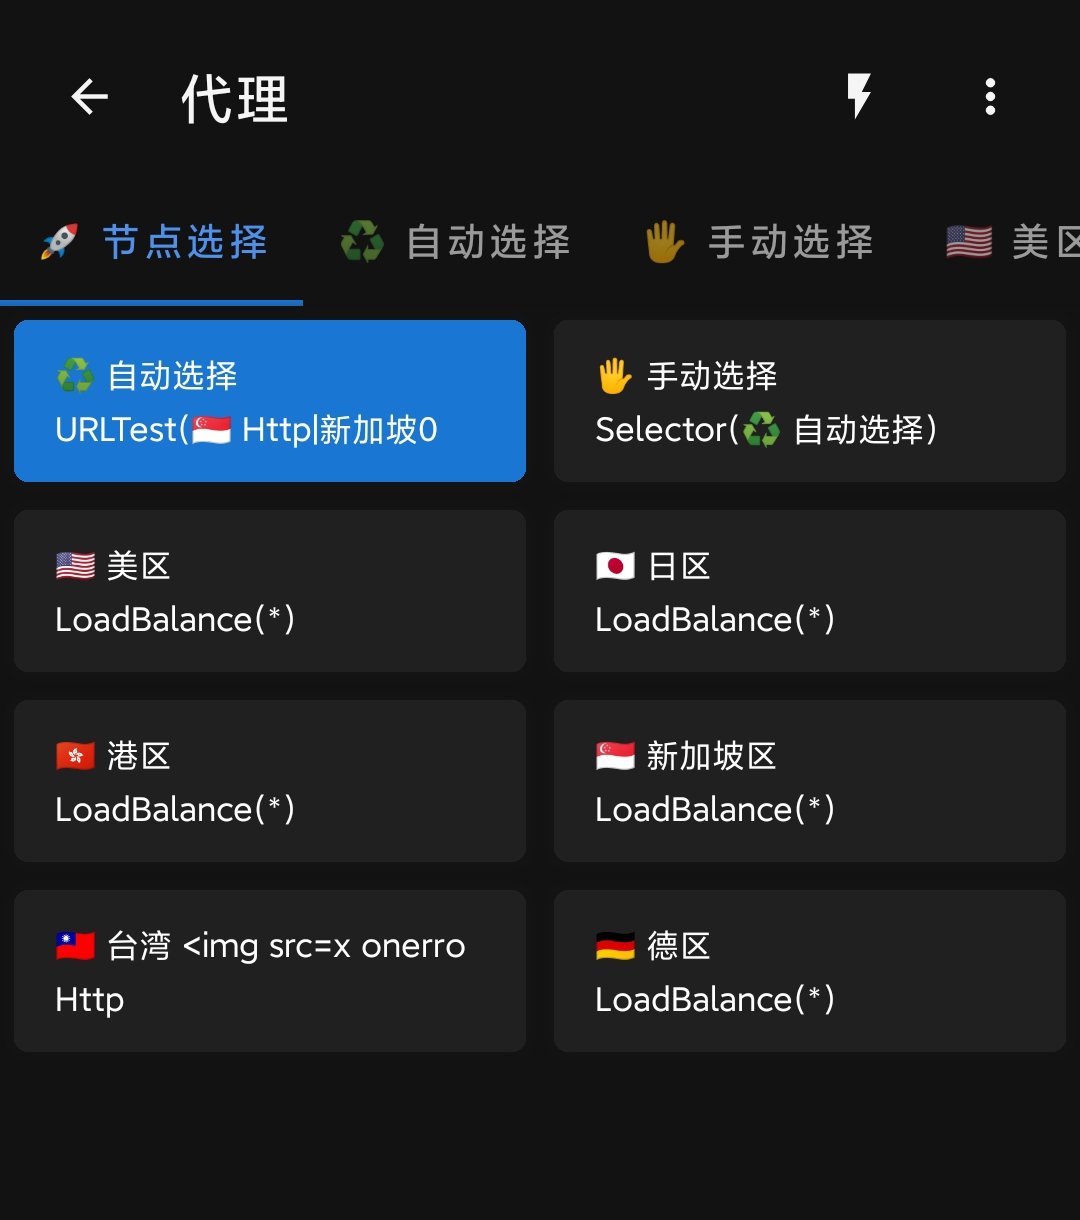 代理
🚀 节点选择 ♻️ 自动选择 🖐 手动选择 🇺🇸 美区
♻️ 自动选择
URLTest(🇸🇬 Http|新加坡0
🖐 手动选择
Selector(♻️ 自动选择)
🇺🇸 美区
LoadBalance(*)
🇯🇵 日区
LoadBalance(*)
🇭🇰 港区
LoadBalance(*)
🇸🇬 新加坡区
LoadBalance(*)
🇹🇼 台湾 <img src=x onerro
Http
🇩🇪 德区
LoadBalance(*)